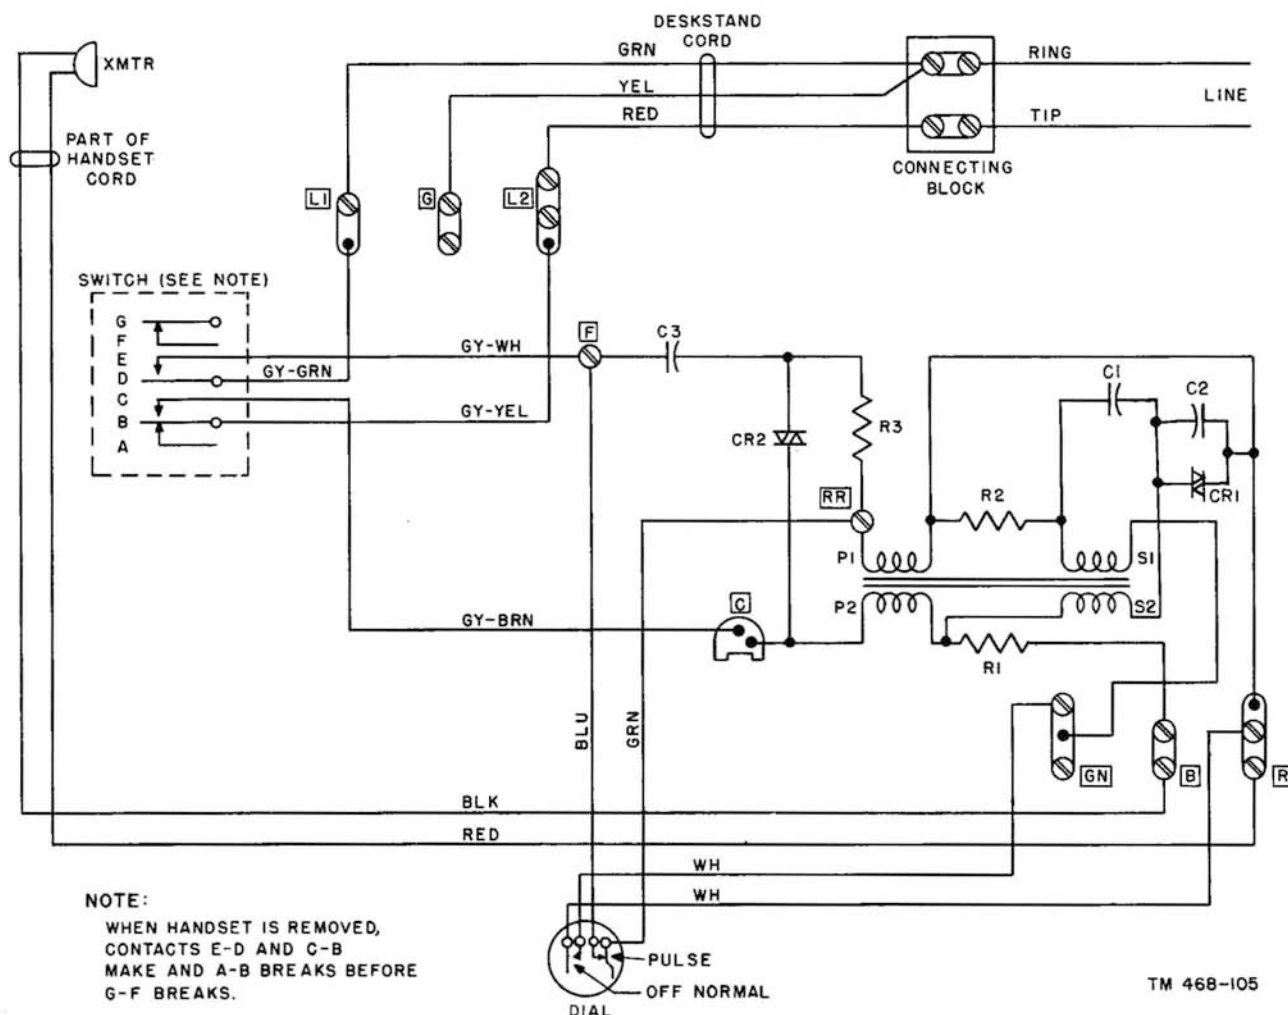 DESKSTAND
CORD
XMTR
GRN
RING
YEL
LINE
RED
TIP
PART OF
HANDSET
CORD
CONNECTING
BLOCK
L1
G
L2
SWITCH (SEE NOTE)
G
F
E
D
C
B
A
GY-WH
GY-GRN
GY-YEL
F
C3
C1
C2
CR2
R3
CR1
RR
R2
P1
S1
P2
S2
C
GY-BRN
R1
BLU
GRN
GN
B
R
BLK
RED
WH
WH
NOTE:
WHEN HANDSET IS REMOVED,
CONTACTS E-D AND C-B
MAKE AND A-B BREAKS BEFORE
G-F BREAKS.
PULSE
OFF NORMAL
DIAL
TM 468-105